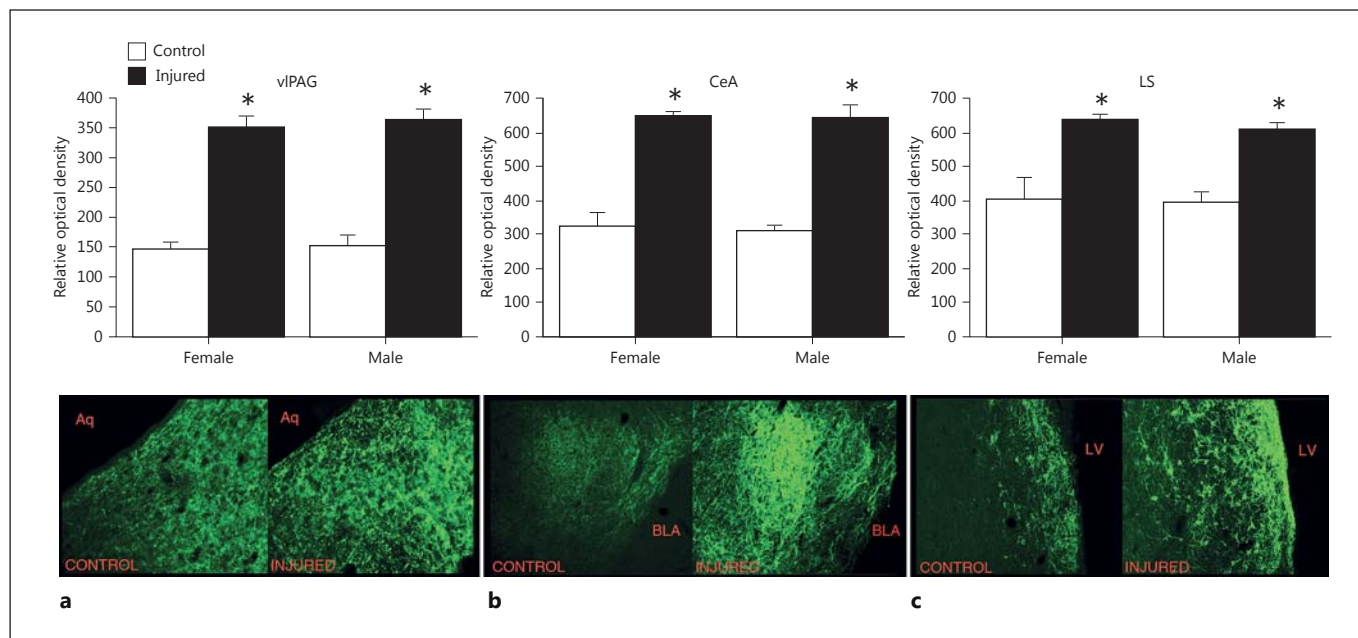 Control
Injured
vlPAG
Relative optical density
400
350
300
250
200
150
100
50
0
*
*
Female
Male
CeA
Relative optical density
700
600
500
400
300
200
100
0
*
*
Female
Male
LS
Relative optical density
700
600
500
400
300
200
100
0
*
*
Female
Male
Aq
Aq
CONTROL
INJURED
BLA
BLA
CONTROL
INJURED
LV
LV
CONTROL
INJURED
a
b
c